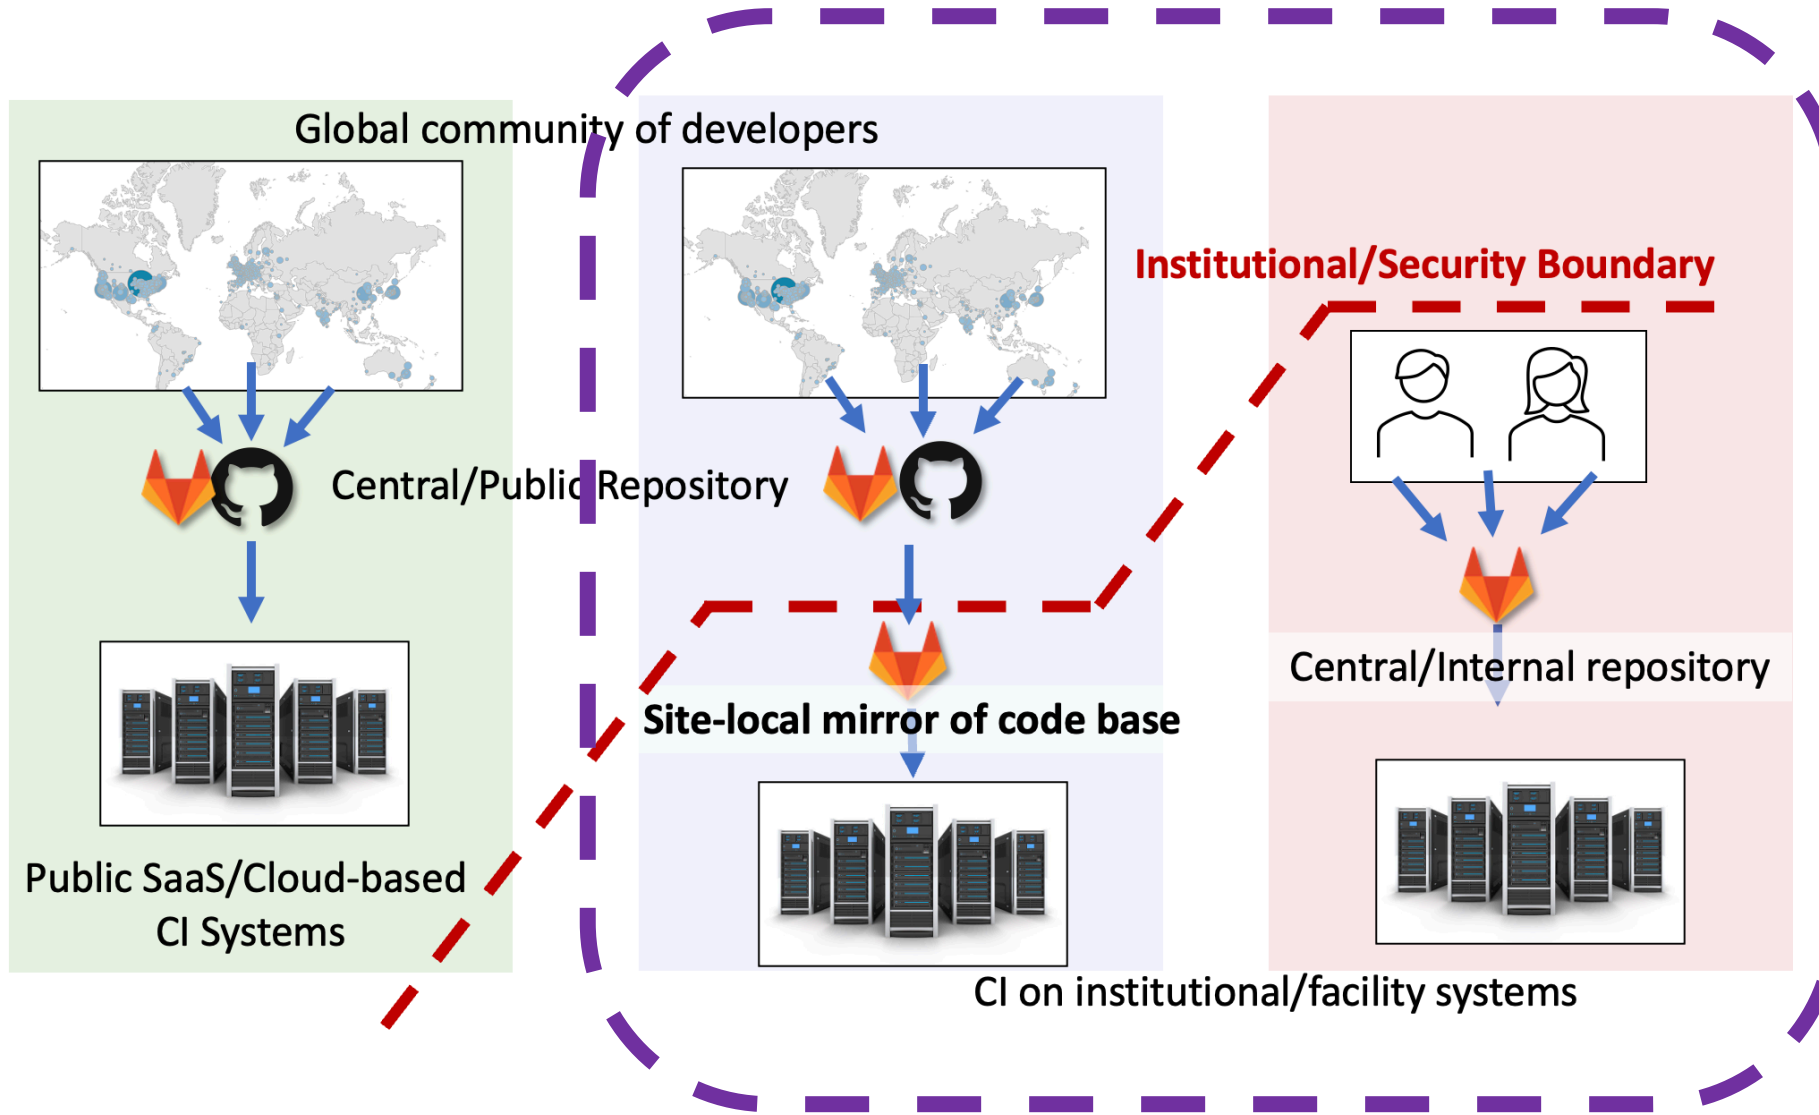 Global community of developers
Institutional/Security Boundary
Central/Public Repository
Central/Internal repository
Site-local mirror of code base
Public SaaS/Cloud-based
CI Systems
CI on institutional/facility systems